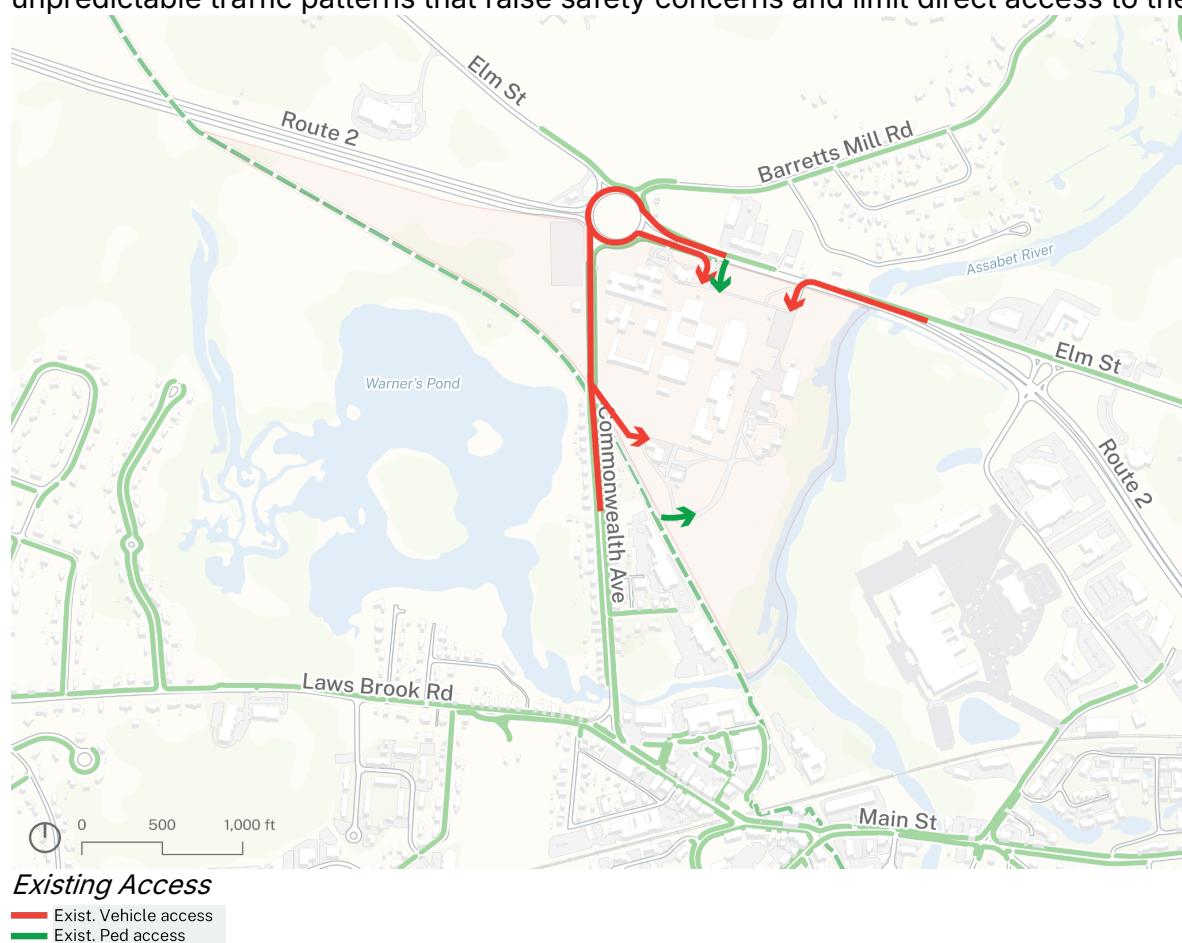 unpredictable traffic patterns that raise safety concerns and limit direct access to the
Elm St
Route 2
Barretts Mill Rd
Assabet River
Elm St
Warner's Pond
Commonwealth Ave
Route 2
Laws Brook Rd
Main St
0 500 1,000 ft
Existing Access
Exist. Vehicle access
Exist. Ped access